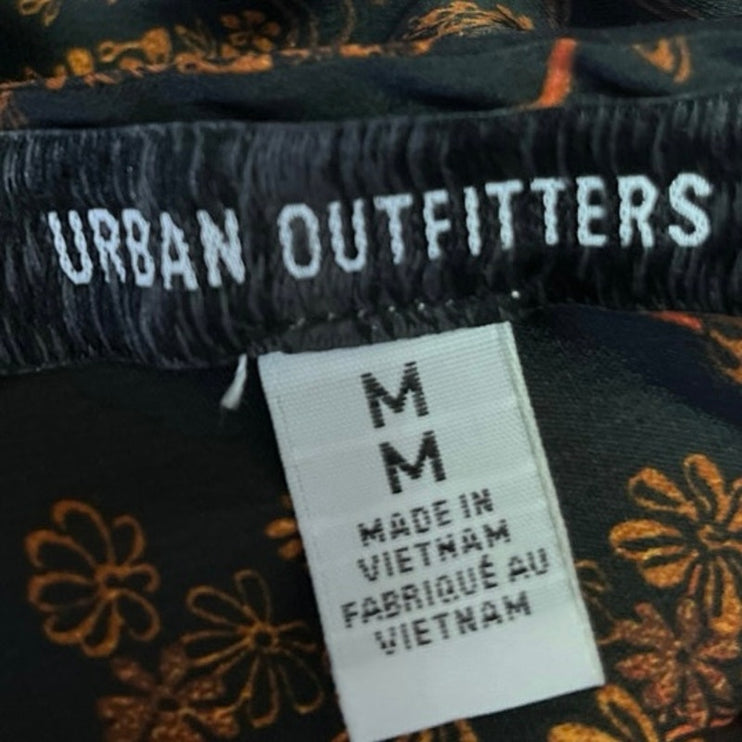 URBAN OUTFITTERS
M
M
MADE IN
VIETNAM
FABRIQUÉ AU
VIETNAM